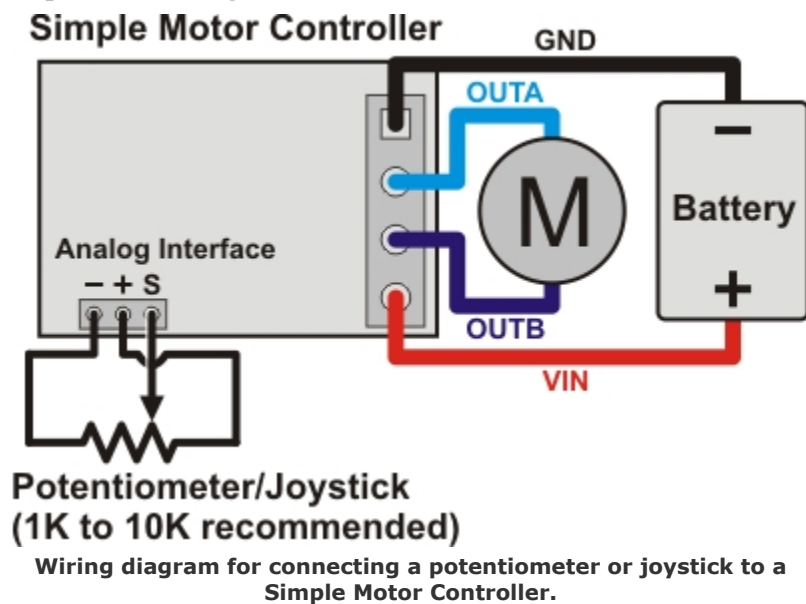 Simple Motor Controller
GND
OUTA
M
−
Battery
+
Analog Interface
− + S
OUTB
VIN
Potentiometer/Joystick
(1K to 10K recommended)
Wiring diagram for connecting a potentiometer or joystick to a
Simple Motor Controller.